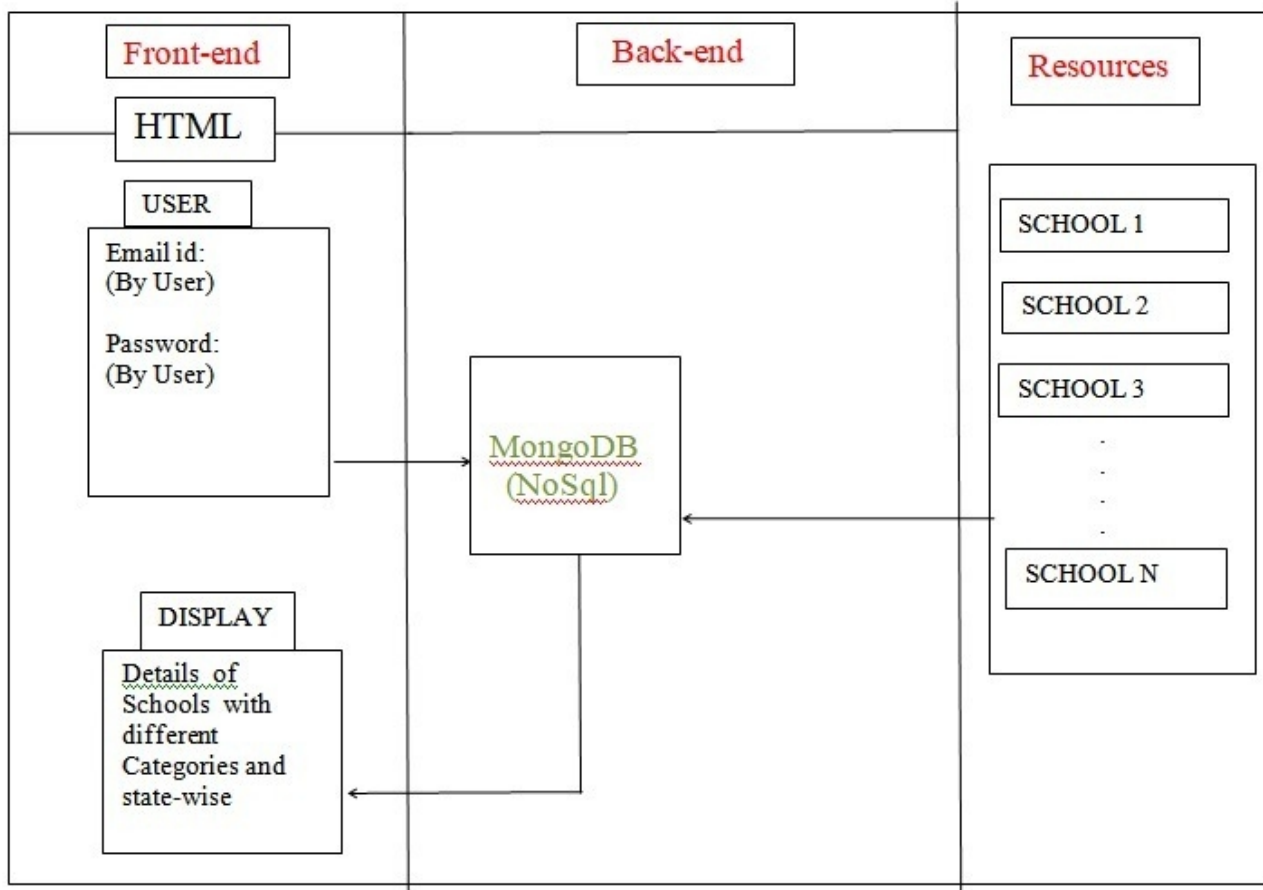 Front-end
Back-end
Resources
HTML
USER
Email id:
(By User)
Password:
(By User)
MongoDB
(NoSql)
SCHOOL 1
SCHOOL 2
SCHOOL 3
.
.
.
.
SCHOOL N
DISPLAY
Details of
Schools with
different
Categories and
state-wise